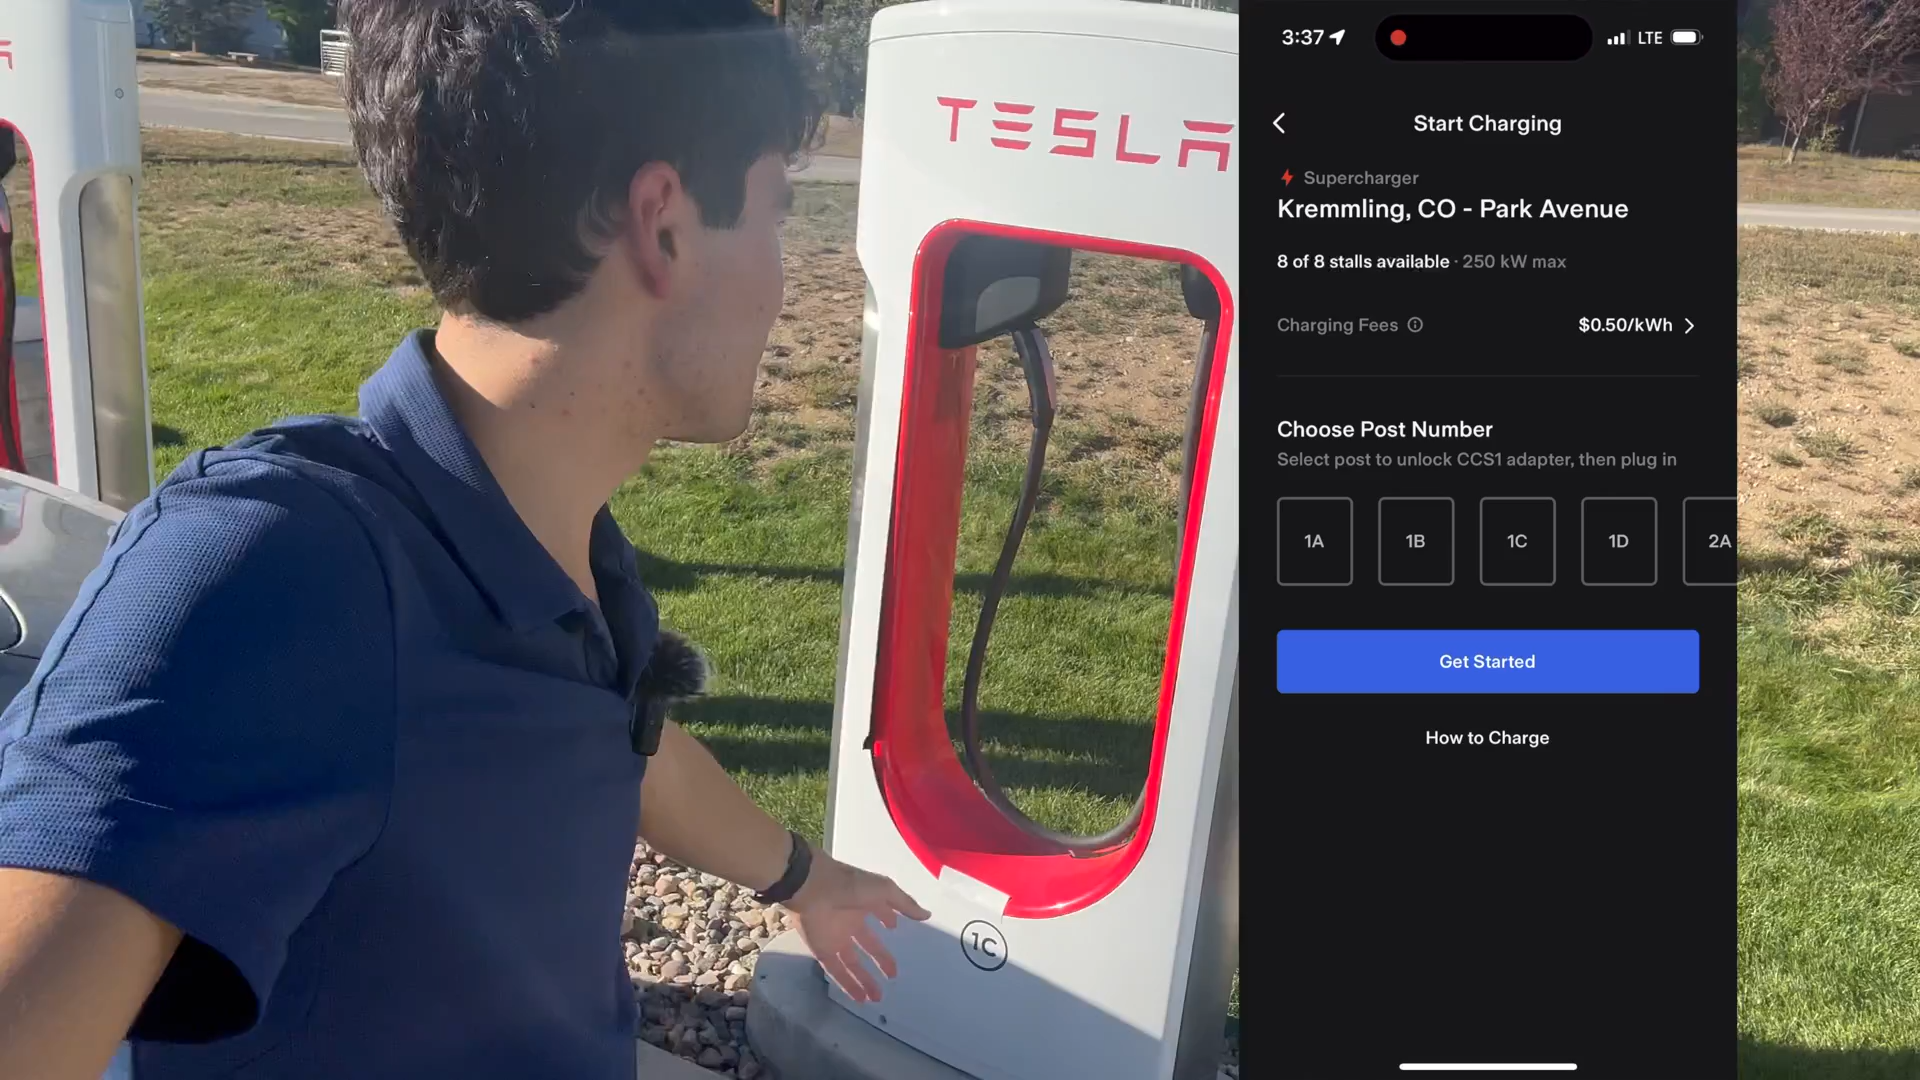 TESLA
1C
3:37
LTE
Start Charging
Supercharger
Kremmling, CO - Park Avenue
8 of 8 stalls available · 250 kW max
Charging Fees
$0.50/kWh
Choose Post Number
Select post to unlock CCS1 adapter, then plug in
1A 1B 1C 1D 2A
Get Started
How to Charge